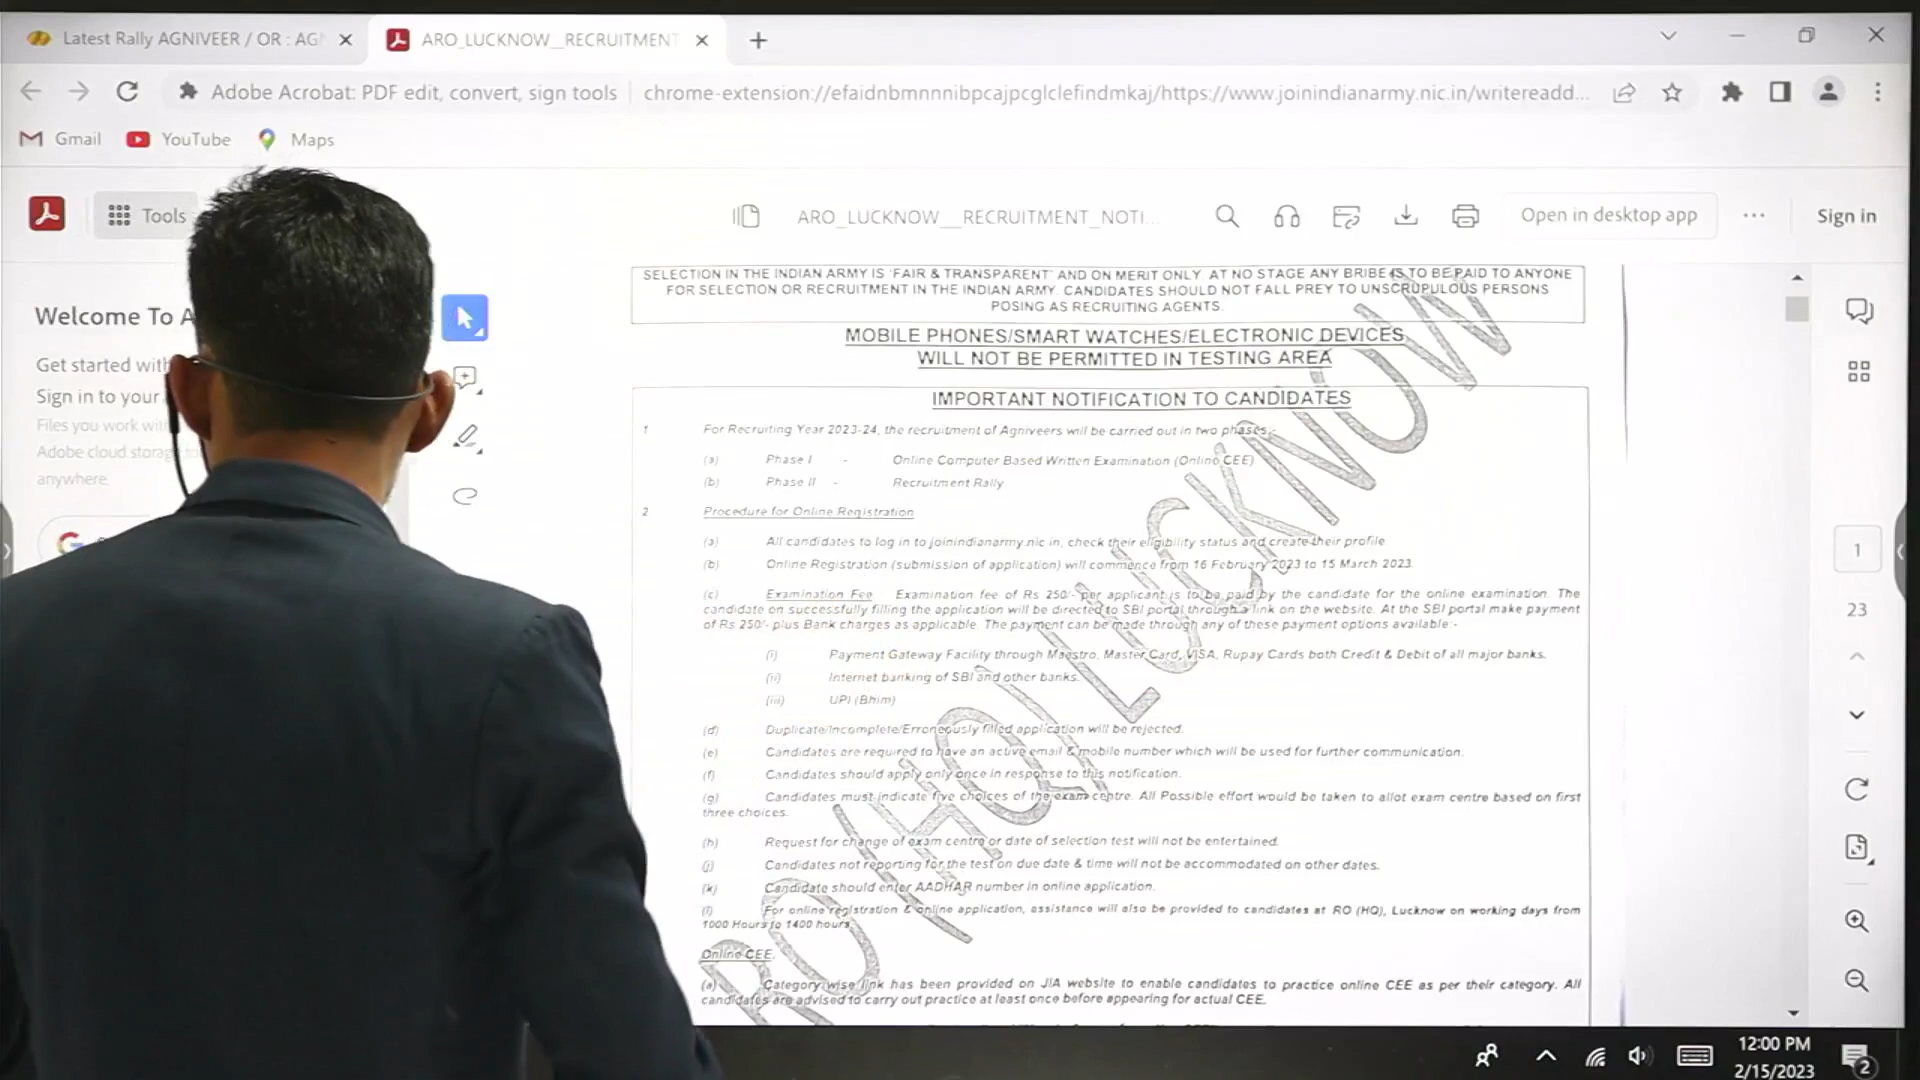 Latest Rally AGNIVEER / OR : AGN
ARO_LUCKNOW__RECRUITMENT
Adobe Acrobat: PDF edit, convert, sign tools
chrome-extension://efaidnbmnnnibpcajpcglclefindmkaj/https://www.joinindianarmy.nic.in/writereadd...
Gmail
YouTube
Maps
Tools
ARO_LUCKNOW__RECRUITMENT_NOTI...
Open in desktop app
Sign in
Welcome To A
Get started with
Sign in to your
Files you work wit
Adobe cloud storag
anywhere.
SELECTION IN THE INDIAN ARMY IS 'FAIR & TRANSPARENT' AND ON MERIT ONLY AT NO STAGE ANY BRIBE IS TO BE PAID TO ANYONE
FOR SELECTION OR RECRUITMENT IN THE INDIAN ARMY. CANDIDATES SHOULD NOT FALL PREY TO UNSCRUPULOUS PERSONS
POSING AS RECRUITING AGENTS.
MOBILE PHONES/SMART WATCHES/ELECTRONIC DEVICES
WILL NOT BE PERMITTED IN TESTING AREA
IMPORTANT NOTIFICATION TO CANDIDATES
1 For Recruiting Year 2023-24, the recruitment of Agniveers will be carried out in two phases:-
(a) Phase I - Online Computer Based Written Examination (Online CEE)
(b) Phase II - Recruitment Rally
2 Procedure for Online Registration
(a) All candidates to log in to joinindianarmy.nic.in, check their eligibility status and create their profile
(b) Online Registration (submission of application) will commence from 16 February 2023 to 15 March 2023.
(c) Examination Fee Examination fee of Rs 250/- per applicant is to be paid by the candidate for the online examination. The
candidate on successfully filling the application will be directed to SBI portal through a link on the website. At the SBI portal make payment
of Rs 250/- plus Bank charges as applicable. The payment can be made through any of these payment options available:-
(i) Payment Gateway Facility through Maestro, Master Card, VISA, Rupay Cards both Credit & Debit of all major banks.
(ii) Internet banking of SBI and other banks.
(iii) UPI (Bhim)
(d) Duplicate/Incomplete/Erroneously filled application will be rejected.
(e) Candidates are required to have an active email & mobile number which will be used for further communication.
(f) Candidates should apply only once in response to this notification.
(g) Candidates must indicate five choices of the exam centre. All Possible effort would be taken to allot exam centre based on first
three choices.
(h) Request for change of exam centre or date of selection test will not be entertained.
(j) Candidates not reporting for the test on due date & time will not be accommodated on other dates.
(k) Candidate should enter AADHAR number in online application.
(l) For online registration & online application, assistance will also be provided to candidates at RO (HQ), Lucknow on working days from
1000 Hours to 1400 hours.
Online CEE.
(a) Category wise link has been provided on JIA website to enable candidates to practice online CEE as per their category. All
candidates are advised to carry out practice at least once before appearing for actual CEE.
RO (HQ) LUCKNOW
1
23
12:00 PM
2/15/2023
2